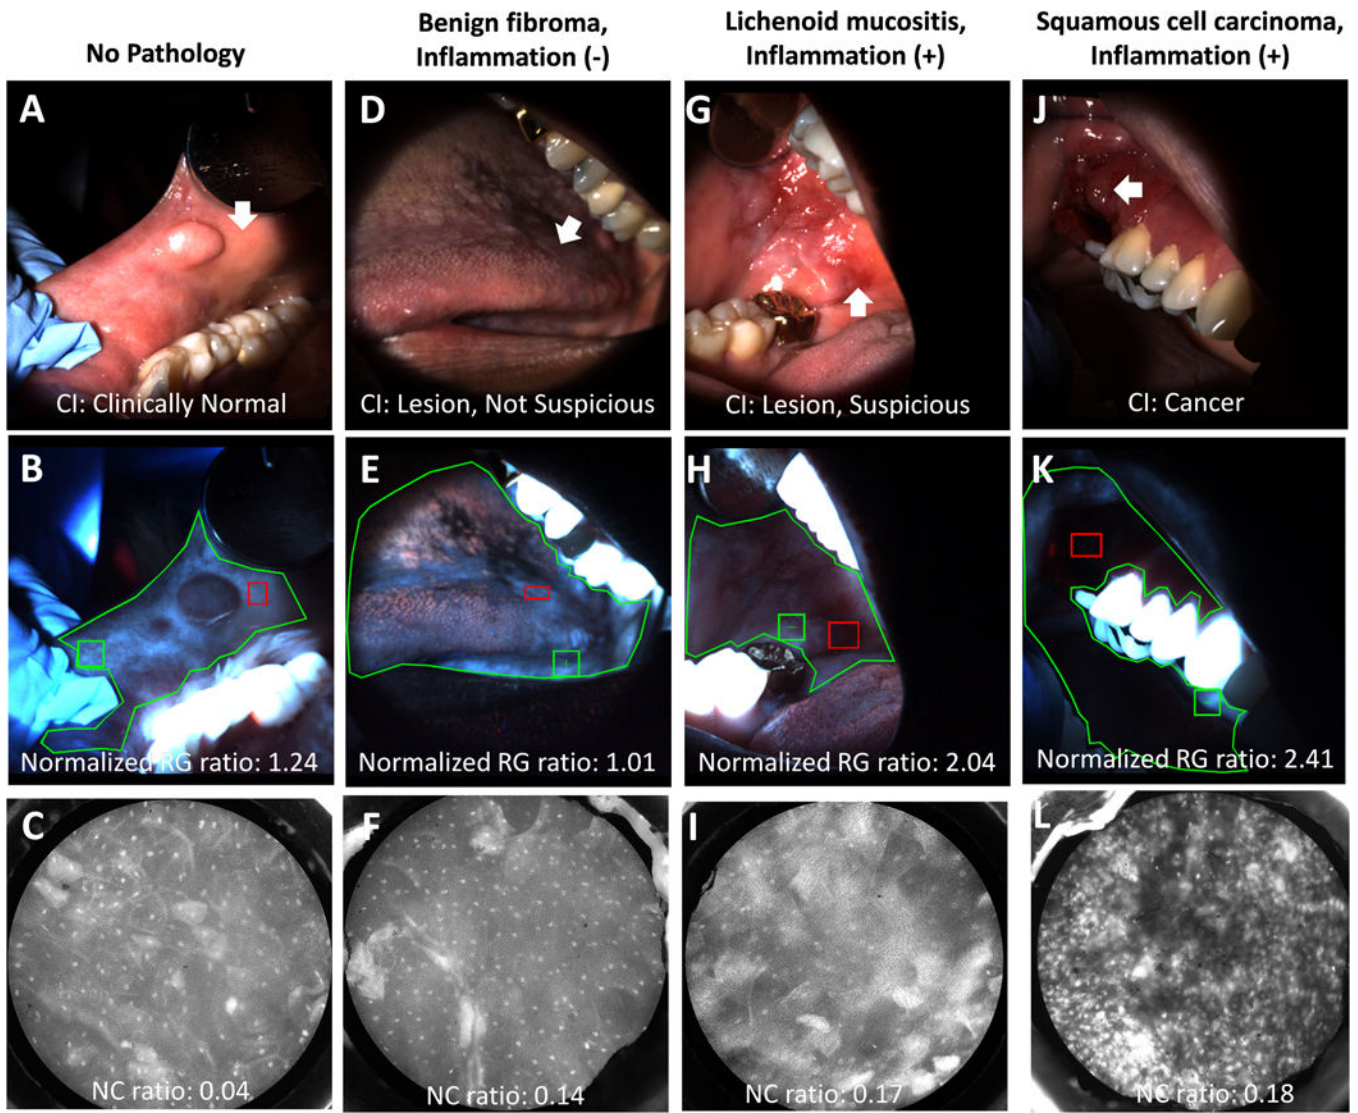 No Pathology
Benign fibroma,
Inflammation (-)
Lichenoid mucositis,
Inflammation (+)
Squamous cell carcinoma,
Inflammation (+)
A
CI: Clinically Normal
D
CI: Lesion, Not Suspicious
G
CI: Lesion, Suspicious
J
CI: Cancer
B
Normalized RG ratio: 1.24
E
Normalized RG ratio: 1.01
H
Normalized RG ratio: 2.04
K
Normalized RG ratio: 2.41
C
NC ratio: 0.04
F
NC ratio: 0.14
I
NC ratio: 0.17
L
NC ratio: 0.18